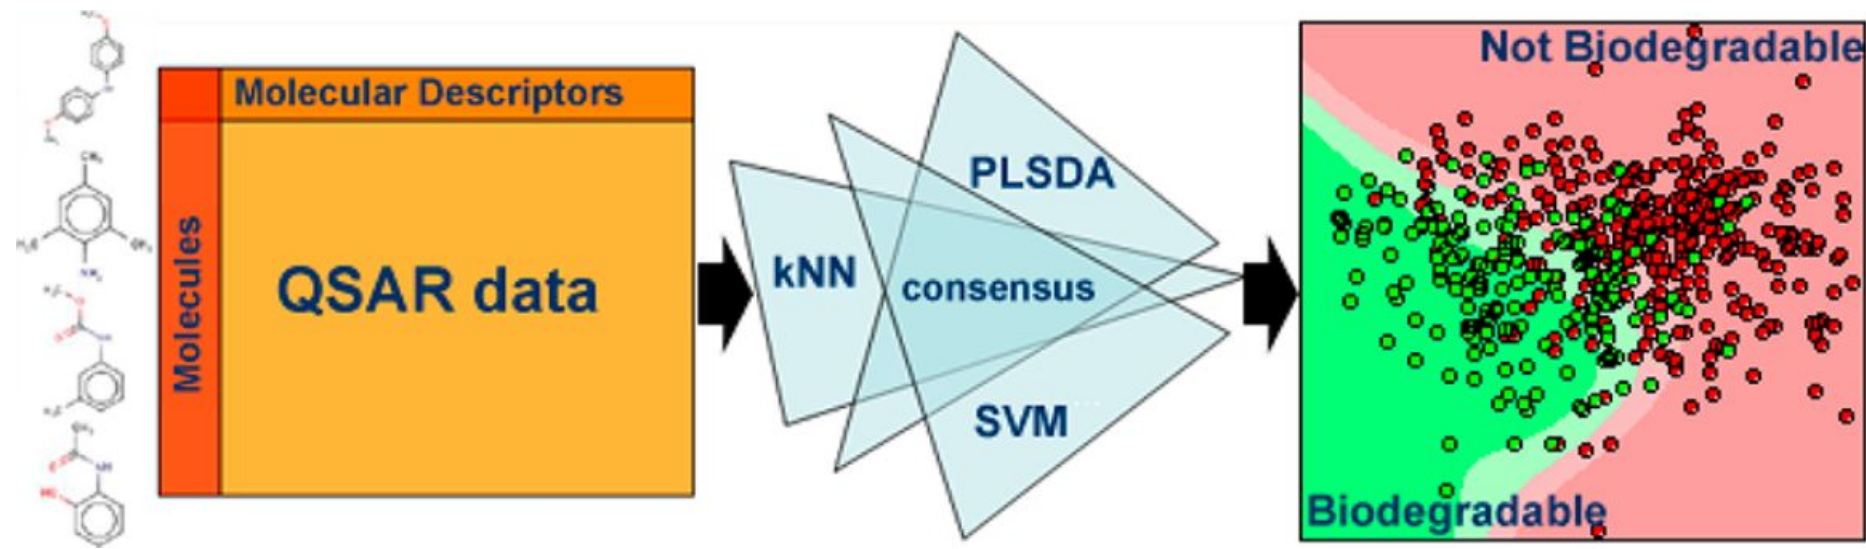 Molecular Descriptors
Molecules
QSAR data
PLSDA
kNN
consensus
SVM
Not Biodegradable
Biodegradable